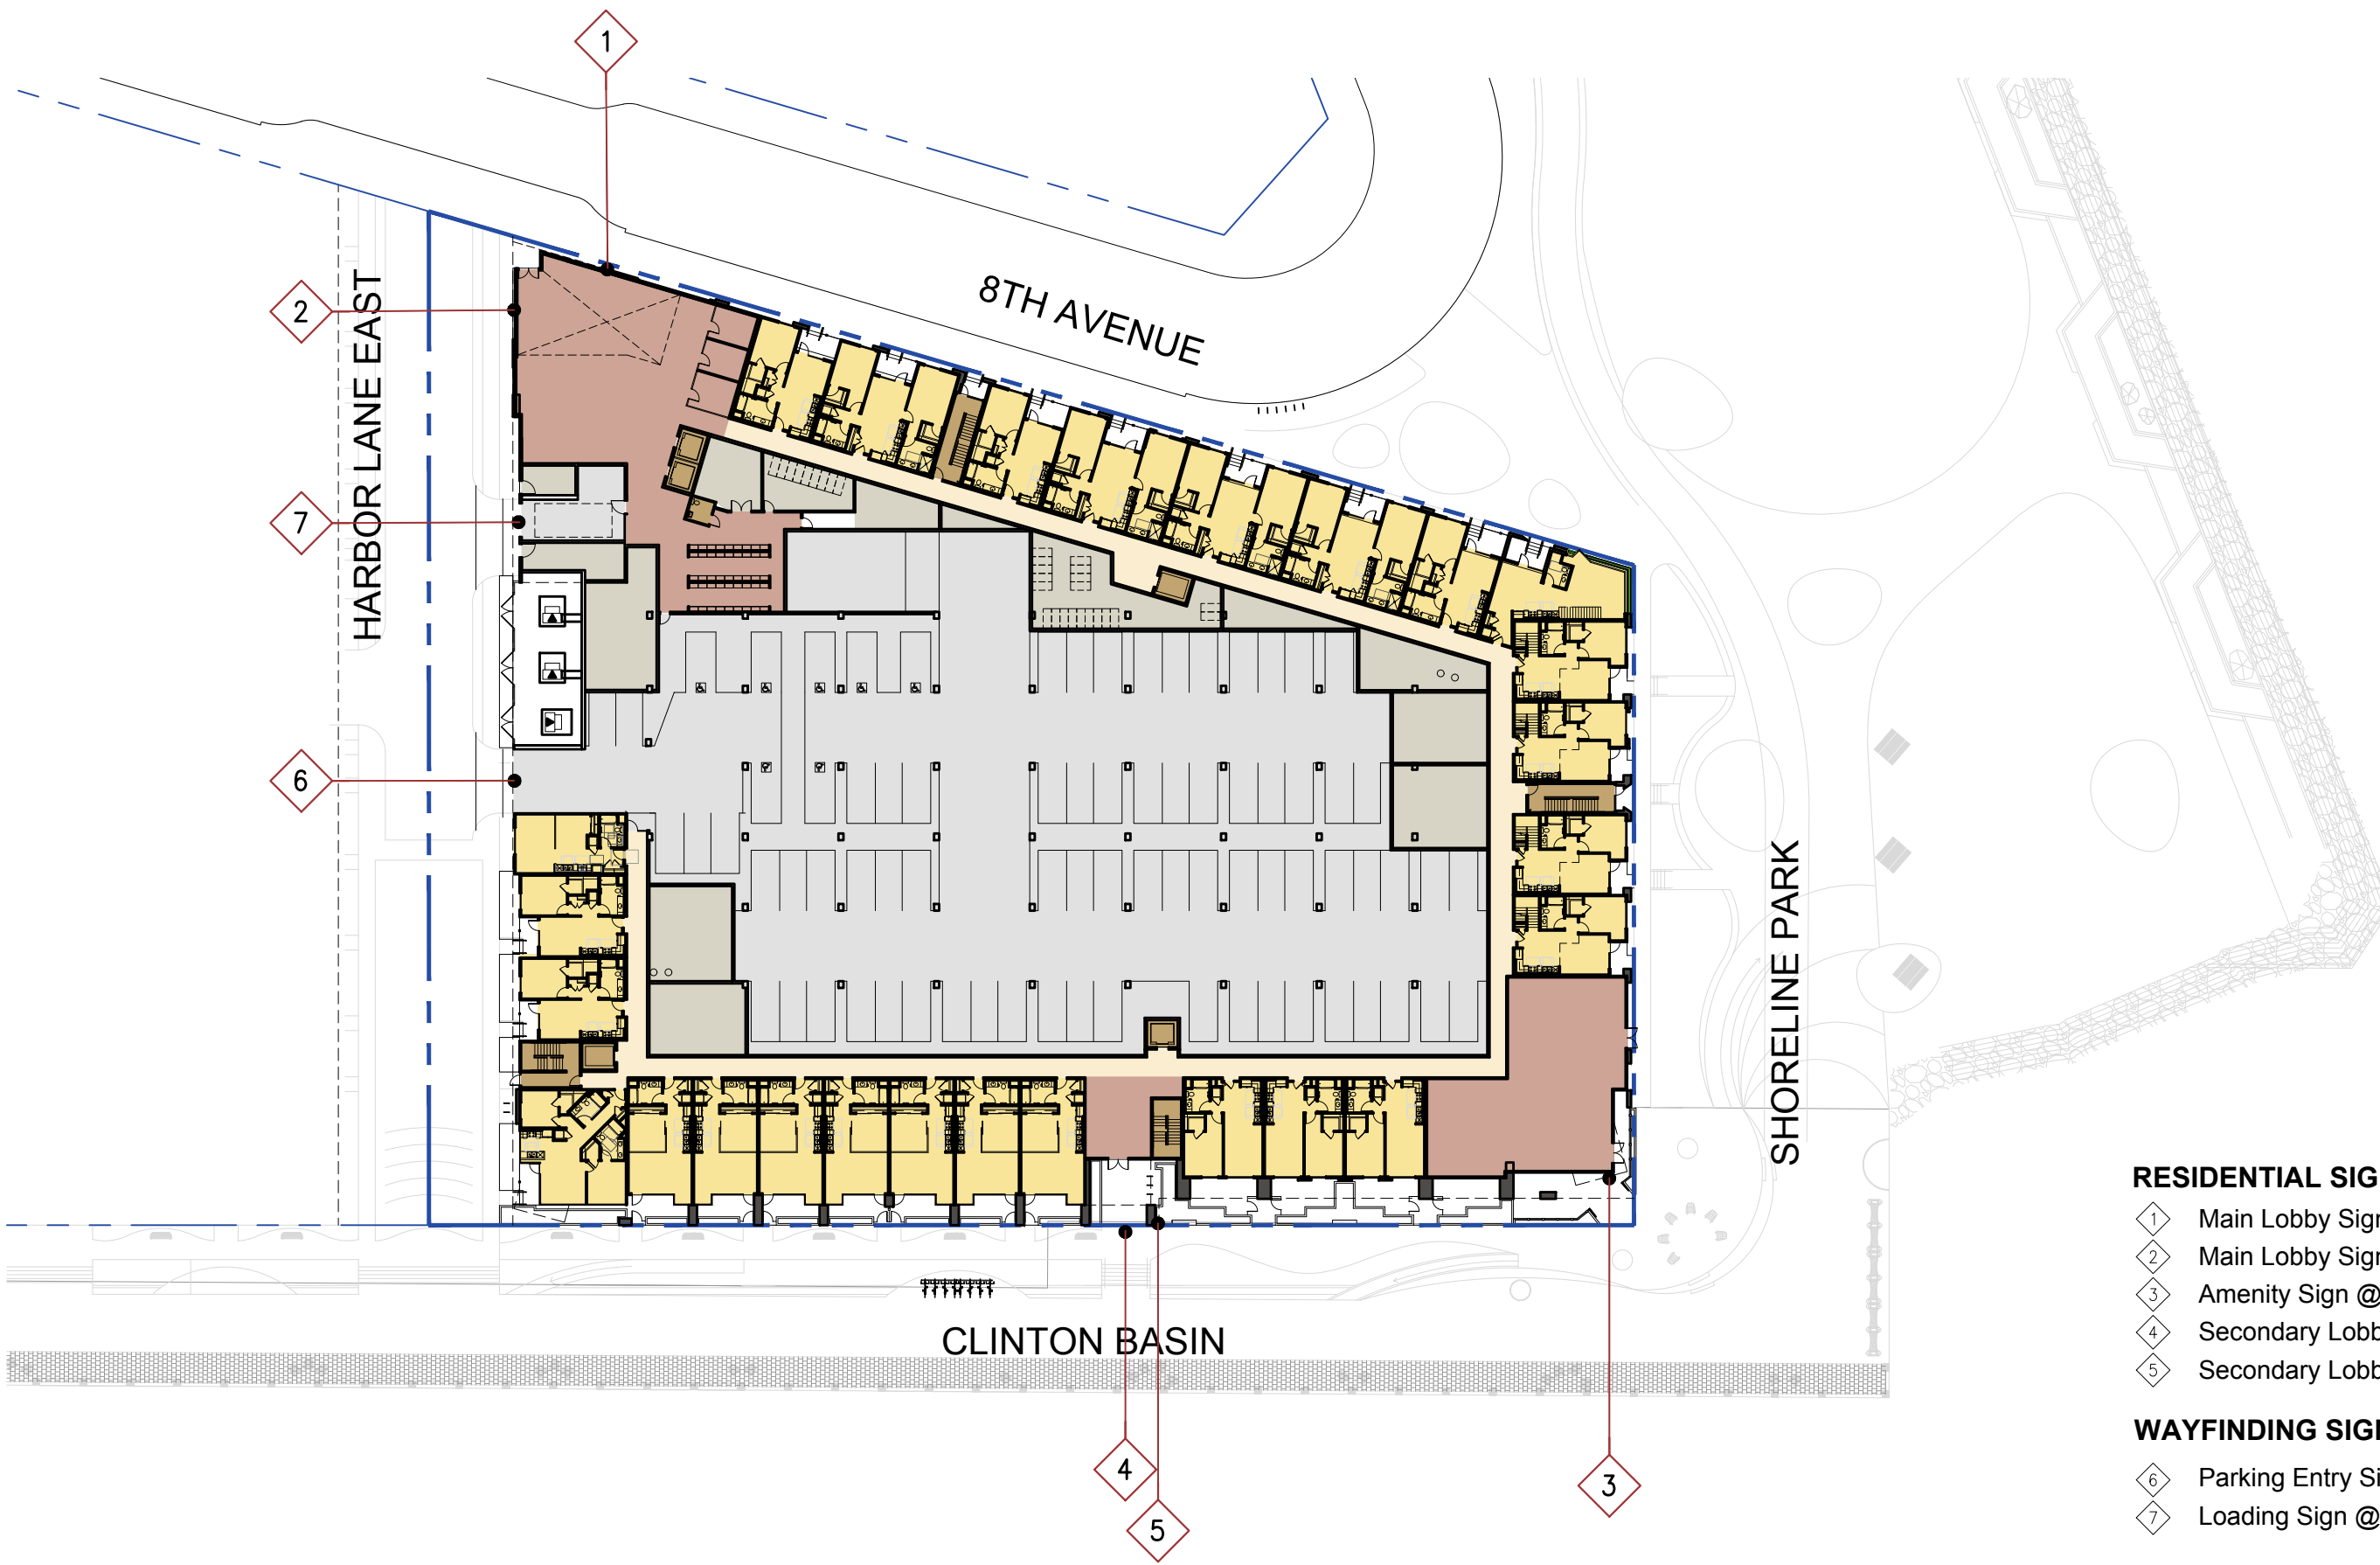 1
8TH AVENUE
2
HARBOR LANE EAST
7
6
SHORELINE PARK
CLINTON BASIN
4
5
3
RESIDENTIAL SIG
1 Main Lobby Sign
2 Main Lobby Sign
3 Amenity Sign @
4 Secondary Lobb
5 Secondary Lobb
WAYFINDING SIG
6 Parking Entry Si
7 Loading Sign @